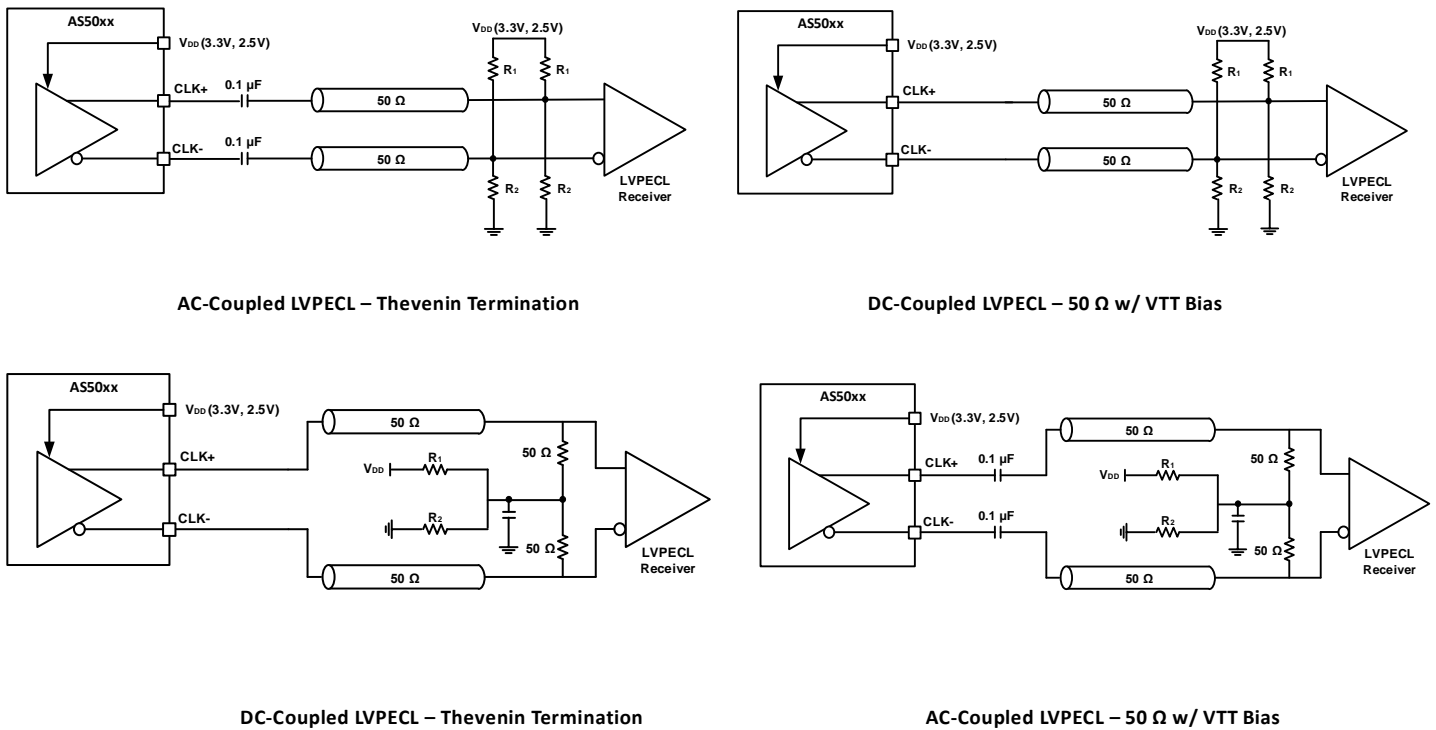 AS50xx
VDD (3.3V, 2.5V)
CLK+
0.1 µF
50 Ω
CLK-
0.1 µF
50 Ω
VDD (3.3V, 2.5V)
R1
R1
R2
R2
LVPECL
Receiver
AC-Coupled LVPECL – Thevenin Termination
AS50xx
VDD (3.3V, 2.5V)
CLK+
50 Ω
CLK-
50 Ω
VDD (3.3V, 2.5V)
R1
R1
R2
R2
LVPECL
Receiver
DC-Coupled LVPECL – 50 Ω w/ VTT Bias
AS50xx
VDD (3.3V, 2.5V)
CLK+
CLK-
50 Ω
VDD
R1
R2
50 Ω
50 Ω
50 Ω
LVPECL
Receiver
DC-Coupled LVPECL – Thevenin Termination
AS50xx
VDD (3.3V, 2.5V)
CLK+
0.1 µF
CLK-
0.1 µF
50 Ω
VDD
R1
R2
50 Ω
50 Ω
50 Ω
LVPECL
Receiver
AC-Coupled LVPECL – 50 Ω w/ VTT Bias